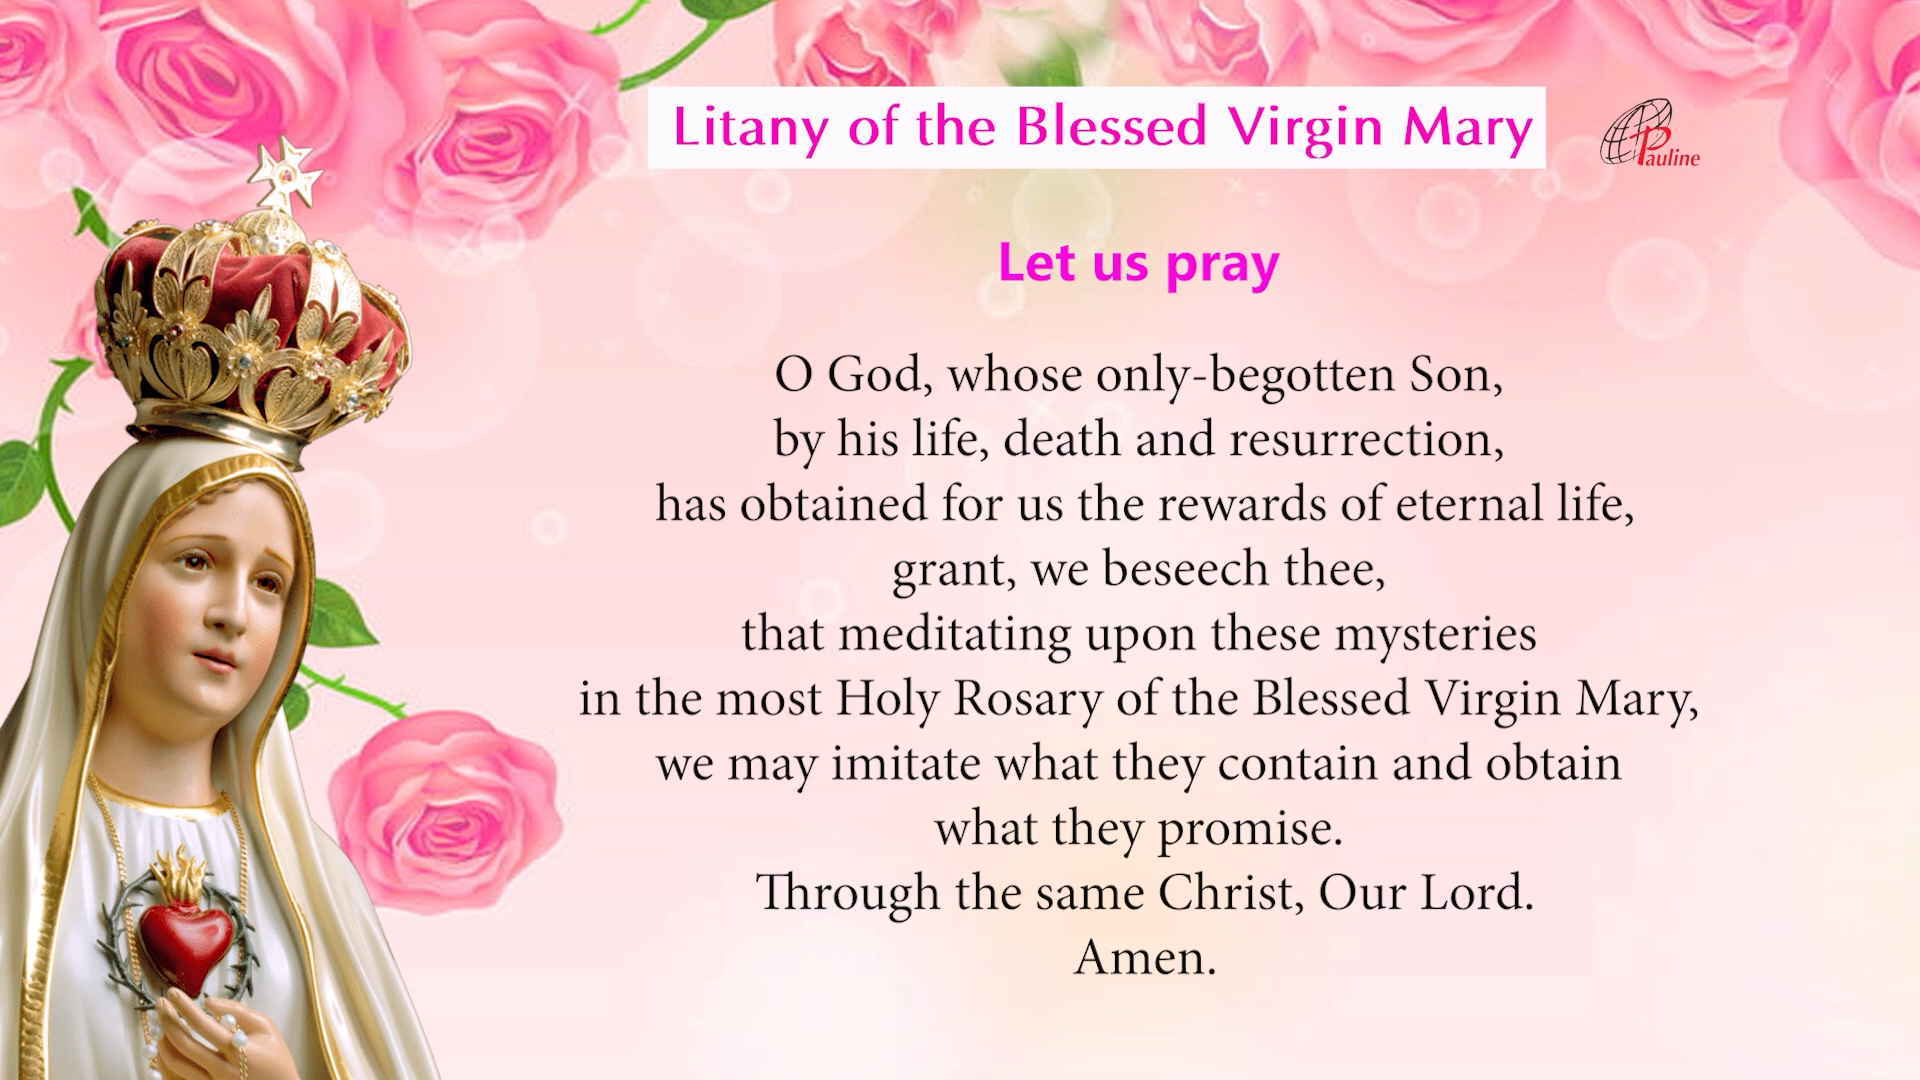 Litany of the Blessed Virgin Mary
Pauline
Let us pray
O God, whose only-begotten Son,
by his life, death and resurrection,
has obtained for us the rewards of eternal life,
grant, we beseech thee,
that meditating upon these mysteries
in the most Holy Rosary of the Blessed Virgin Mary,
we may imitate what they contain and obtain
what they promise.
Through the same Christ, Our Lord.
Amen.